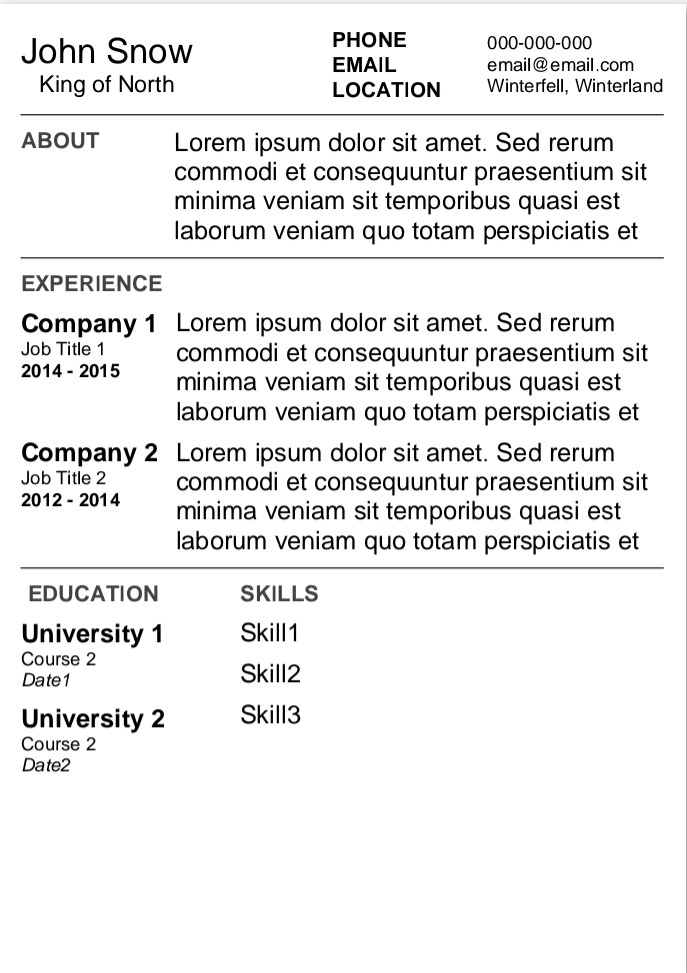 John Snow
King of North
PHONE 000-000-000
EMAIL email@email.com
LOCATION Winterfell, Winterland
ABOUT
Lorem ipsum dolor sit amet. Sed rerum
commodi et consequuntur praesentium sit
minima veniam sit temporibus quasi est
laborum veniam quo totam perspiciatis et
EXPERIENCE
Company 1
Job Title 1
2014 - 2015
Lorem ipsum dolor sit amet. Sed rerum
commodi et consequuntur praesentium sit
minima veniam sit temporibus quasi est
laborum veniam quo totam perspiciatis et
Company 2
Job Title 2
2012 - 2014
Lorem ipsum dolor sit amet. Sed rerum
commodi et consequuntur praesentium sit
minima veniam sit temporibus quasi est
laborum veniam quo totam perspiciatis et
EDUCATION
University 1
Course 2
Date1
University 2
Course 2
Date2
SKILLS
Skill1
Skill2
Skill3